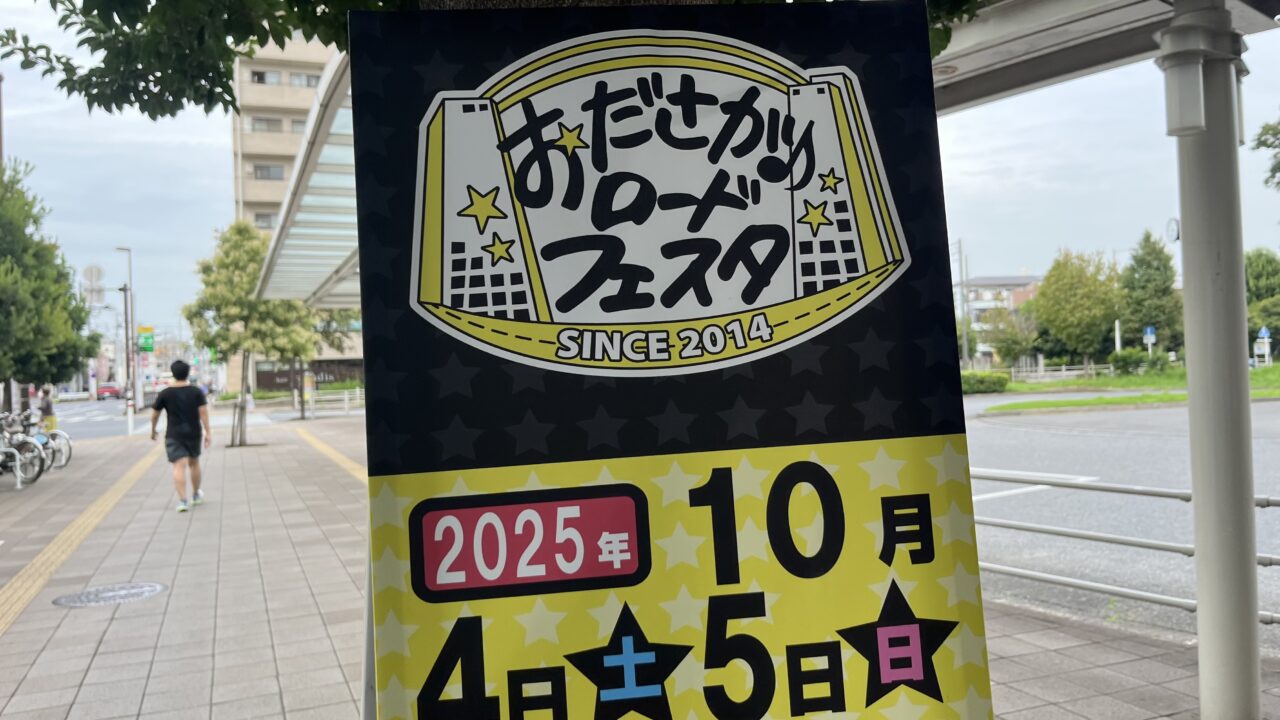 おださがり
ロード
フェスタ
SINCE 2014
2025年 10月
4日土 5日日